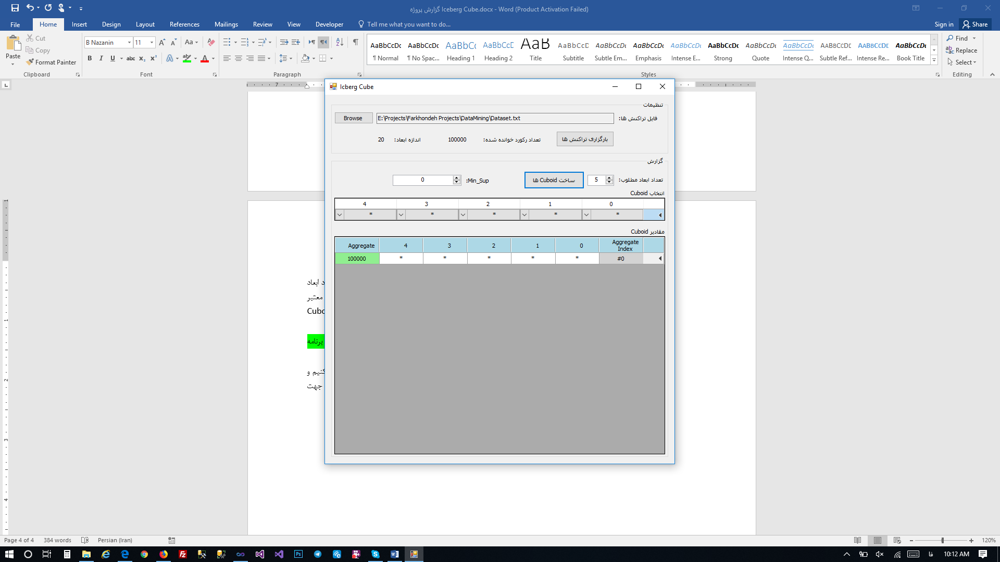 گزارش پروژه Iceberg Cube.docx - Word (Product Activation Failed)
File Home Insert Design Layout References Mailings Review View Developer Tell me what you want to do... Sign in Share
Paste Cut Copy Format Painter
B Nazanin 11
AaBbCcDc AaBbCcDc AaBbC( AaBbCcD AaB AaBbCcD AaBbCcDc AaBbCcDc AaBbCcDc AaBbCcDc AaBbCcDc AaBbCcDc AaBbCcDc AaBbCcDc AaBbCcDc
¶ Normal ¶ No Spac... Heading 1 Heading 2 Title Subtitle Subtle Em... Emphasis Intense E... Strong Quote Intense Q... Subtle Ref... Intense Re... Book Title
Find Replace Select
Clipboard Font Paragraph Styles Editing
Iceberg Cube
تنظیمات
فایل تراکنش ها: E:\Projects\Farkhondeh Projects\DataMining\Dataset.txt Browse
بارگزاری تراکنش ها تعداد رکورد خوانده شده: 100000 اندازه ابعاد: 20
گزارش
تعداد ابعاد مطلوب: 5 ساخت Cuboid ها Min_Sup: 0
انتخاب Cuboid
4 3 2 1 0
* * * * *
مقادیر Cuboid
Aggregate 4 3 2 1 0 Aggregate Index
100000 * * * * * #0
د ابعاد
معتبر
Cubo
برنامه
کنیم و
جهت
Page 4 of 4 384 words Persian (Iran) 120%
فا 10:12 AM